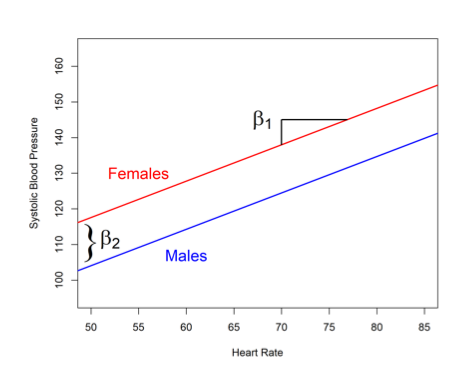 160
150
140
130
120
110
100
Systolic Blood Pressure
β1
Females
β2
Males
50 55 60 65 70 75 80 85
Heart Rate